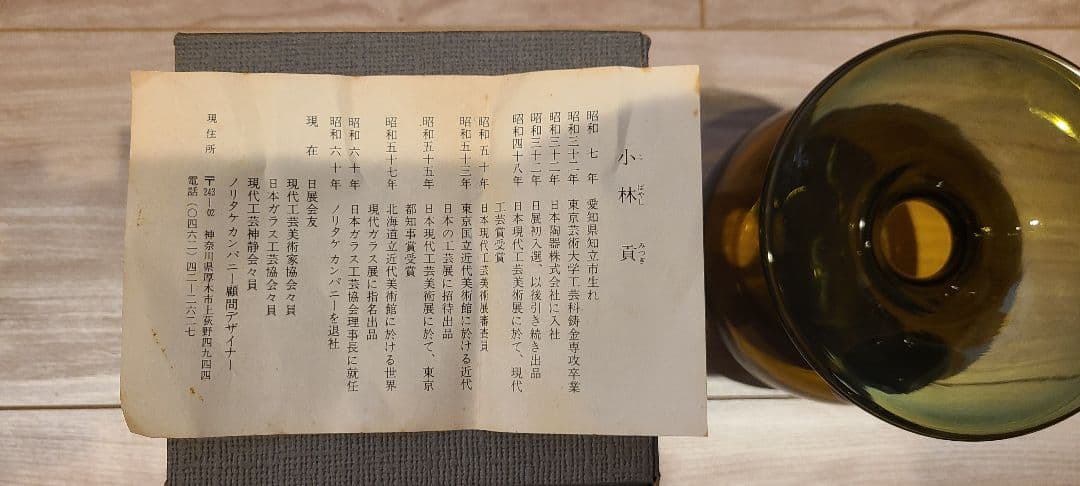 小林 貢
こばやし みつぎ
昭和七年 愛知県知立市生れ
昭和三十二年 東京芸術大学工芸科鋳金専攻卒業
昭和三十二年 日本陶器株式会社に入社
昭和三十二年 日展初入選、以後引き続き出品
昭和四十八年 日本現代工芸美術展に於て、現代
工芸賞受賞
昭和五十年 日本現代工芸美術展審査員
昭和五十三年 東京国立近代美術館に於ける近代
日本の工芸展に招待出品
昭和五十五年 日本現代工芸美術展に於て、東京
都知事賞受賞
昭和五十七年 北海道立近代美術館に於ける世界
現代ガラス展に指名出品
昭和六十年 日本ガラス工芸協会理事長に就任
昭和六十年 ノリタケカンパニーを退社
現在 日展会友
現代工芸美術家協会々員
日本ガラス工芸協会々員
現代工芸神静会々員
ノリタケカンパニー顧問デザイナー
現住所 〒243-02 神奈川県厚木市上荻野四九四四
電話(〇四六二)四二-二六二七